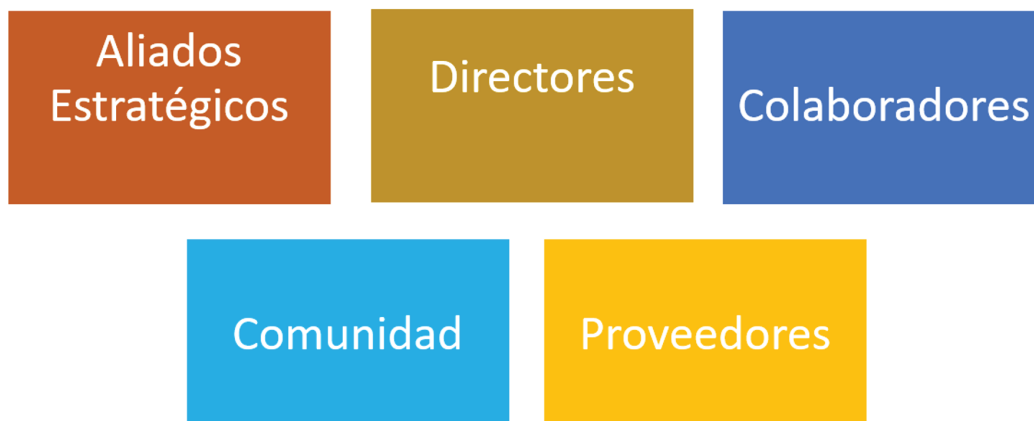 Aliados
Estratégicos
Directores
Colaboradores
Comunidad
Proveedores